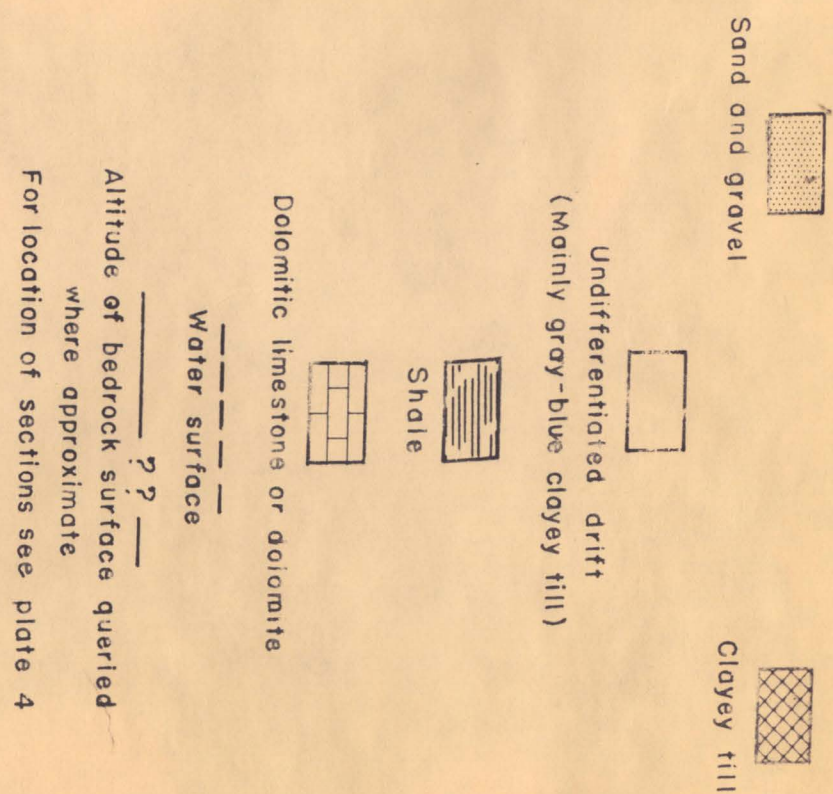 Sand and gravel
Clayey till
Undifferentiated drift
(Mainly gray-blue clayey till)
Shale
Dolomitic limestone or dolomite
Water surface
? ?
Altitude of bedrock surface queried
where approximate
For location of sections see plate 4